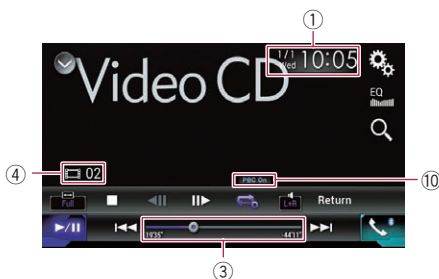 ①
1/1
Wed 10:05
Video CD
EQ
④ 02
PBC On
⑩
Full
L+R
Return
19'35"
-44'11"
③